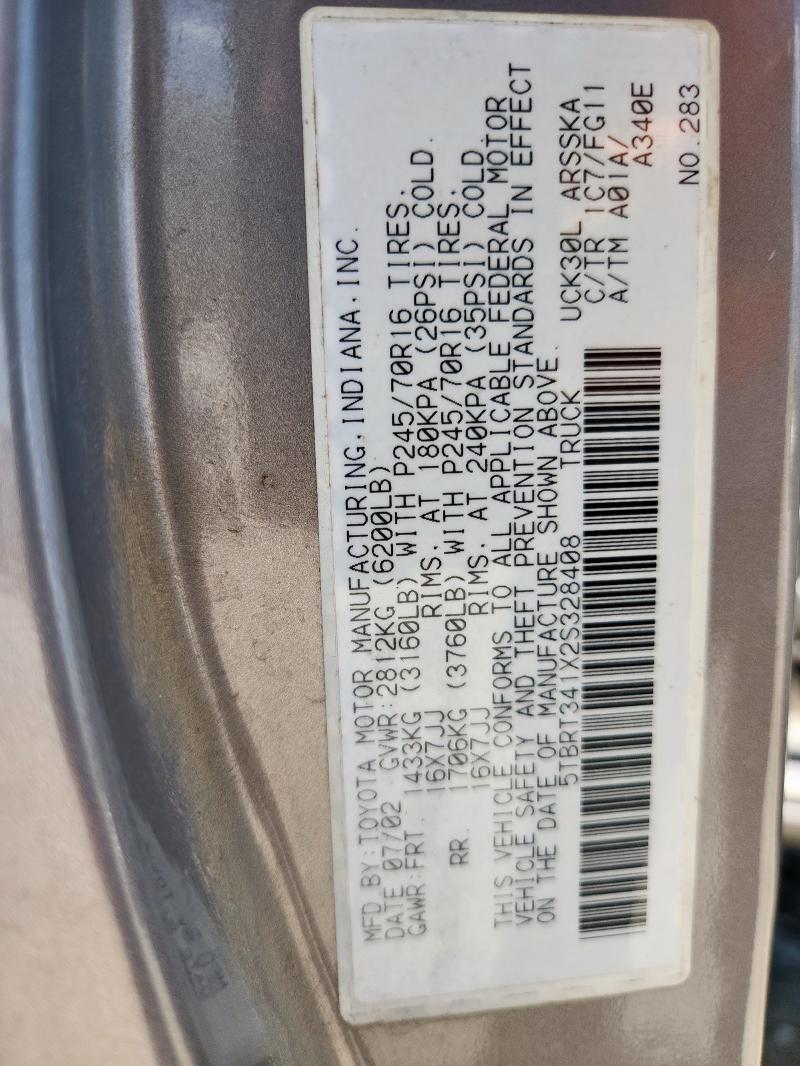 MFD BY:TOYOTA MOTOR MANUFACTURING,INDIANA,INC.
DATE 07/02 GVWR:2812KG (6200LB)
GAWR:FRT. 1433KG (3160LB) WITH P245/70R16 TIRES,
16X7JJ RIMS, AT 180KPA (26PSI) COLD.
RR. 1706KG (3760LB) WITH P245/70R16 TIRES,
16X7JJ RIMS, AT 240KPA (35PSI) COLD.
THIS VEHICLE CONFORMS TO ALL APPLICABLE FEDERAL MOTOR
VEHICLE SAFETY AND THEFT PREVENTION STANDARDS IN EFFECT
ON THE DATE OF MANUFACTURE SHOWN ABOVE.
5TBRT341X2S328408 TRUCK
UCK30L ARSSKA
C/TR 1C7/FG11
A/TM A01A/
A340E
NO.283